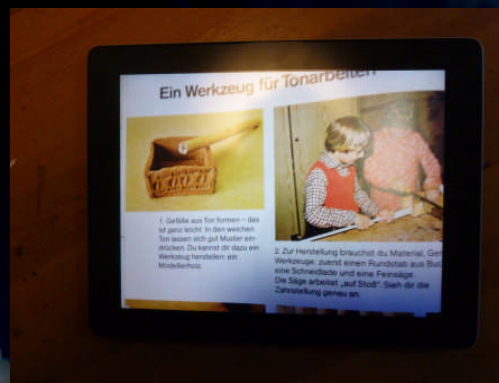 Ein Werkzeug für Tonarbeiten
1. Gefäße aus Ton formen – das
ist ganz leicht. In den weichen
Ton lassen sich gut Muster ein-
drücken. Du kannst dir dazu ein
Werkzeug herstellen: ein
Modellierholz.
2. Zur Herstellung brauchst du Material, Ger
Werkzeuge: zuerst einen Rundstab aus Buc
eine Schneidlade und eine Feinsäge.
Die Säge arbeitet „auf Stoß“. Sieh dir die
Zahnstellung genau an.